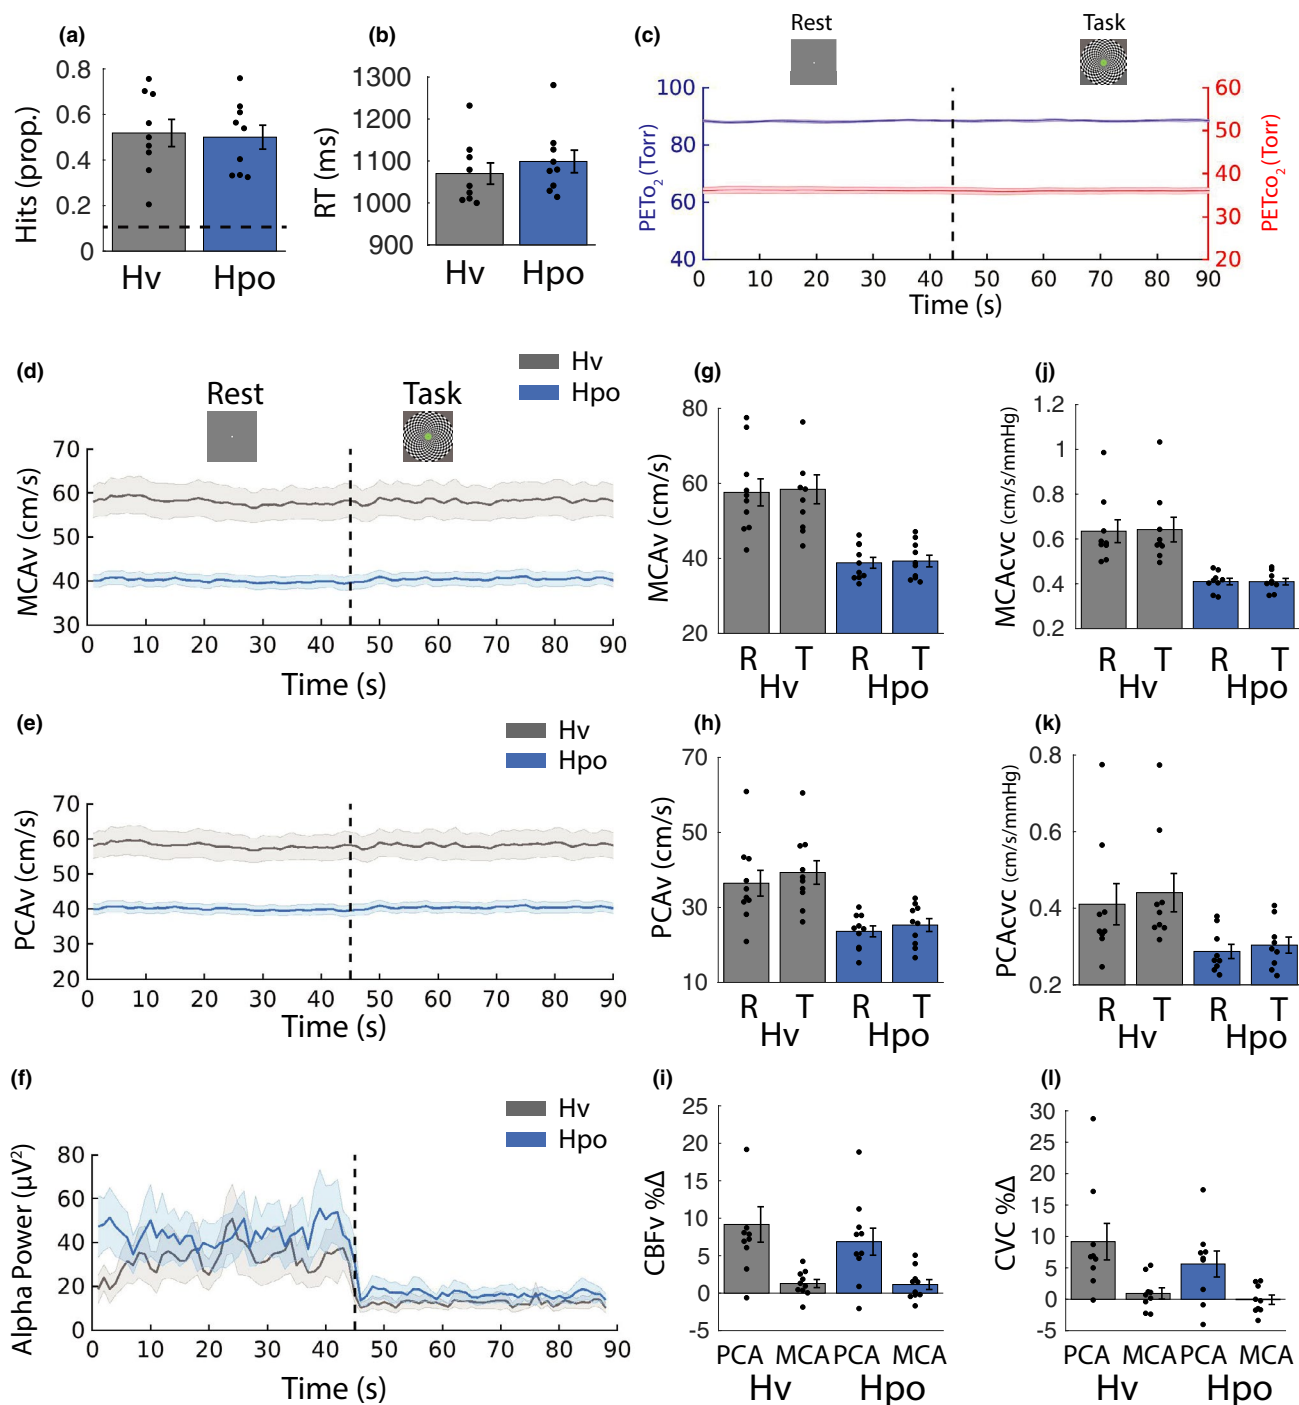 (a)
Hits (prop.)
0.8
0.6
0.4
0.2
0
Hv Hpo
(b)
RT (ms)
1300
1200
1100
1000
900
Hv Hpo
(c)
Rest Task
PETo2 (Torr)
100
80
60
40
PETco2 (Torr)
60
50
40
30
20
0 10 20 30 40 50 60 70 80 90
Time (s)
(d)
Hv
Hpo
Rest Task
MCAv (cm/s)
70
60
50
40
30
0 10 20 30 40 50 60 70 80 90
Time (s)
(g)
MCAv (cm/s)
80
60
40
20
R T R T
Hv Hpo
(j)
MCAcvc (cm/s/mmHg)
1.2
1
0.8
0.6
0.4
0.2
R T R T
Hv Hpo
(e)
Hv
Hpo
PCAv (cm/s)
70
60
50
40
30
20
0 10 20 30 40 50 60 70 80 90
Time (s)
(h)
PCAv (cm/s)
70
50
30
10
R T R T
Hv Hpo
(k)
PCAcvc (cm/s/mmHg)
0.8
0.6
0.4
0.2
R T R T
Hv Hpo
(f)
Hv
Hpo
Alpha Power (µV²)
80
60
40
20
0
0 10 20 30 40 50 60 70 80 90
Time (s)
(i)
CBFv %Δ
25
20
15
10
5
0
-5
PCA MCA PCA MCA
Hv Hpo
(l)
CVC %Δ
30
25
20
15
10
5
0
-5
PCA MCA PCA MCA
Hv Hpo